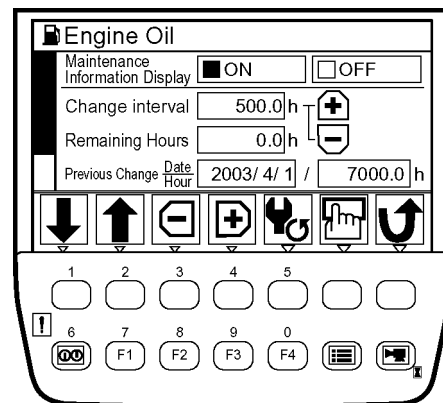 Engine Oil
Maintenance
Information Display ON OFF
Change interval 500.0 h
Remaining Hours 0.0 h
Previous Change Date
Hour 2003/ 4/ 1 / 7000.0 h
1 2 3 4 5
! 6 7 8 9 0
F1 F2 F3 F4